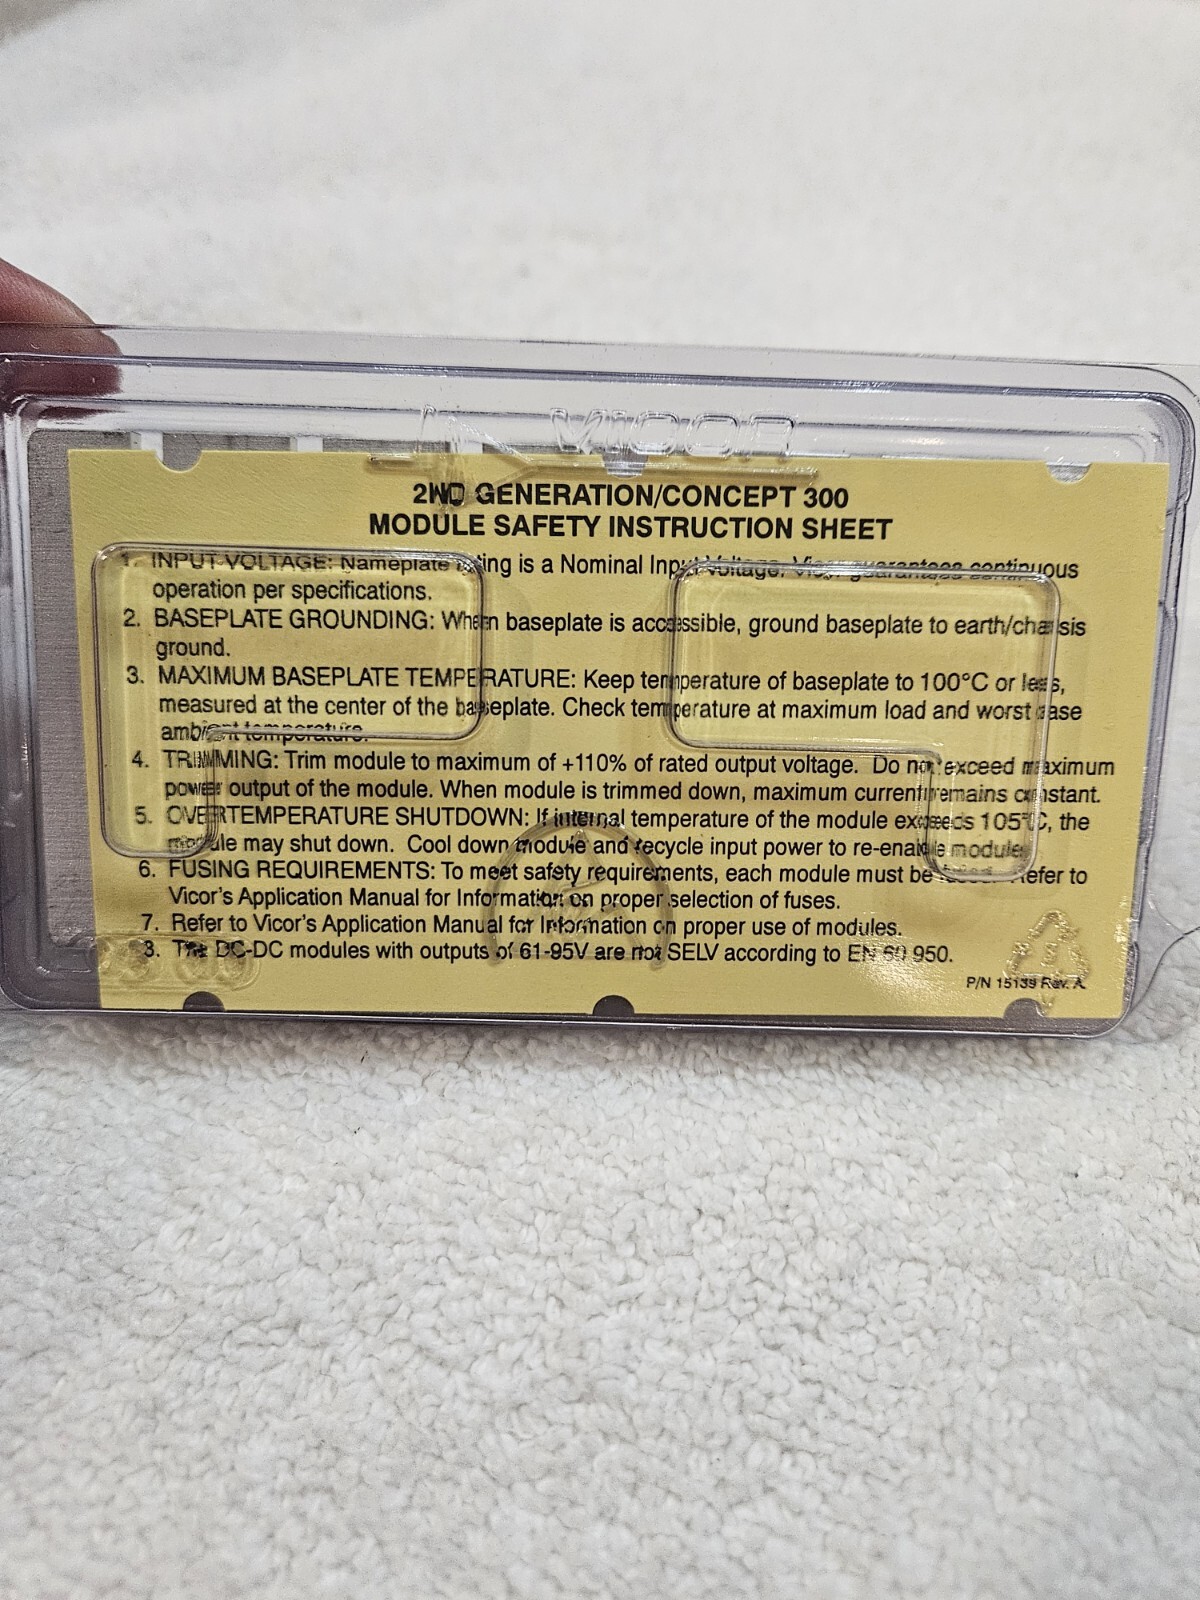 VICOR
2ND GENERATION/CONCEPT 300
MODULE SAFETY INSTRUCTION SHEET
1. INPUT VOLTAGE: Nameplate rating is a Nominal Input Voltage. Vicor guarantees continuous
operation per specifications.
2. BASEPLATE GROUNDING: When baseplate is accessible, ground baseplate to earth/chassis
ground.
3. MAXIMUM BASEPLATE TEMPERATURE: Keep temperature of baseplate to 100°C or less,
measured at the center of the baseplate. Check temperature at maximum load and worst case
ambient temperature.
4. TRIMMING: Trim module to maximum of +110% of rated output voltage. Do not exceed maximum
power output of the module. When module is trimmed down, maximum current remains constant.
5. OVERTEMPERATURE SHUTDOWN: If internal temperature of the module exceeds 105°C, the
module may shut down. Cool down module and recycle input power to re-enable module.
6. FUSING REQUIREMENTS: To meet safety requirements, each module must be fused. Refer to
Vicor's Application Manual for Information on proper selection of fuses.
7. Refer to Vicor's Application Manual for Information on proper use of modules.
8. The DC-DC modules with outputs of 61-95V are not SELV according to EN 60 950.
P/N 15139 Rev. A